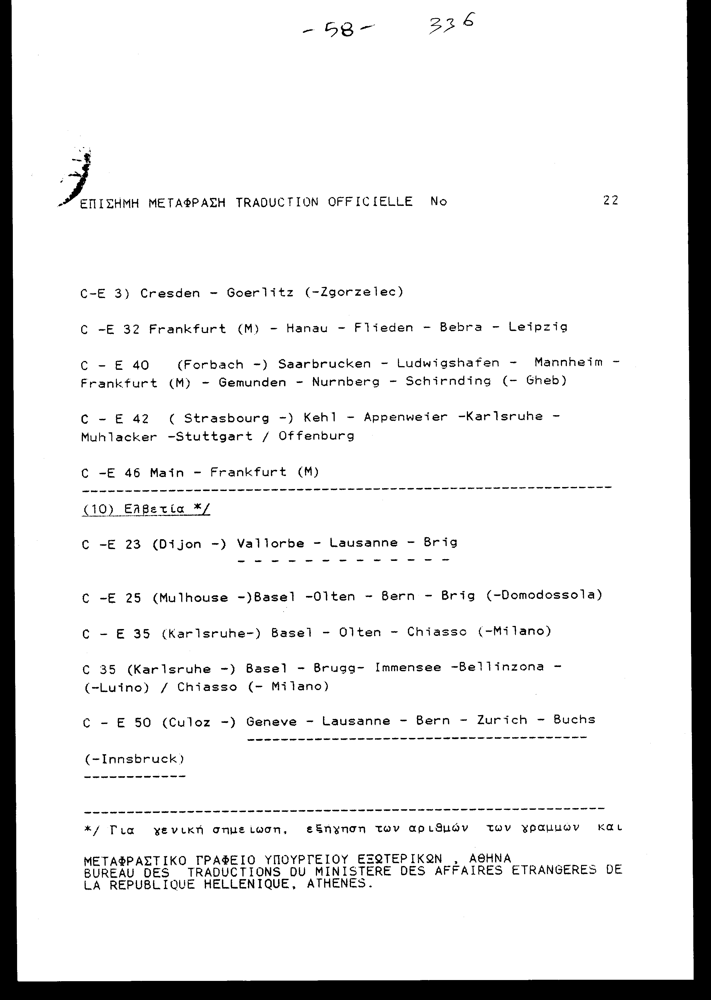 - 58 - 336
ΕΠΙΣΗΜΗ ΜΕΤΑΦΡΑΣΗ TRADUCTION OFFICIELLE No 22
C-E 3) Cresden - Goerlitz (-Zgorzelec)
C -E 32 Frankfurt (M) - Hanau - Flieden - Bebra - Leipzig
C - E 40 (Forbach -) Saarbrucken - Ludwigshafen - Mannheim -
Frankfurt (M) - Gemunden - Nurnberg - Schirnding (- Gheb)
C - E 42 ( Strasbourg -) Kehl - Appenweier -Karlsruhe -
Muhlacker -Stuttgart / Offenburg
C -E 46 Main - Frankfurt (M)
(10) Ελβετία */
C -E 23 (Dijon -) Vallorbe - Lausanne - Brig
C -E 25 (Mulhouse -)Basel -Olten - Bern - Brig (-Domodossola)
C - E 35 (Karlsruhe-) Basel - Olten - Chiasso (-Milano)
C 35 (Karlsruhe -) Basel - Brugg- Immensee -Bellinzona -
(-Luino) / Chiasso (- Milano)
C - E 50 (Culoz -) Geneve - Lausanne - Bern - Zurich - Buchs
(-Innsbruck)
*/ Για γενική σημείωση, εξήγηση των αριθμών των γραμμών και
ΜΕΤΑΦΡΑΣΤΙΚΟ ΓΡΑΦΕΙΟ ΥΠΟΥΡΓΕΙΟΥ ΕΞΩΤΕΡΙΚΩΝ , ΑΘΗΝΑ
BUREAU DES TRADUCTIONS DU MINISTERE DES AFFAIRES ETRANGERES DE
LA REPUBLIQUE HELLENIQUE, ATHENES.